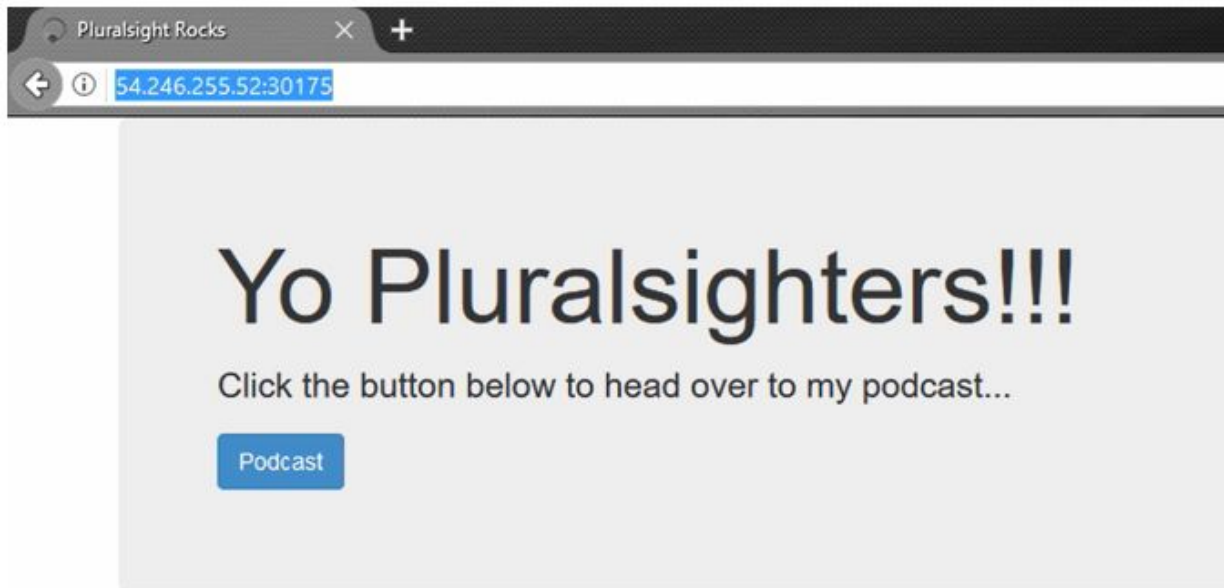 Pluralsight Rocks
54.246.255.52:30175
Yo Pluralsighters!!!
Click the button below to head over to my podcast...
Podcast